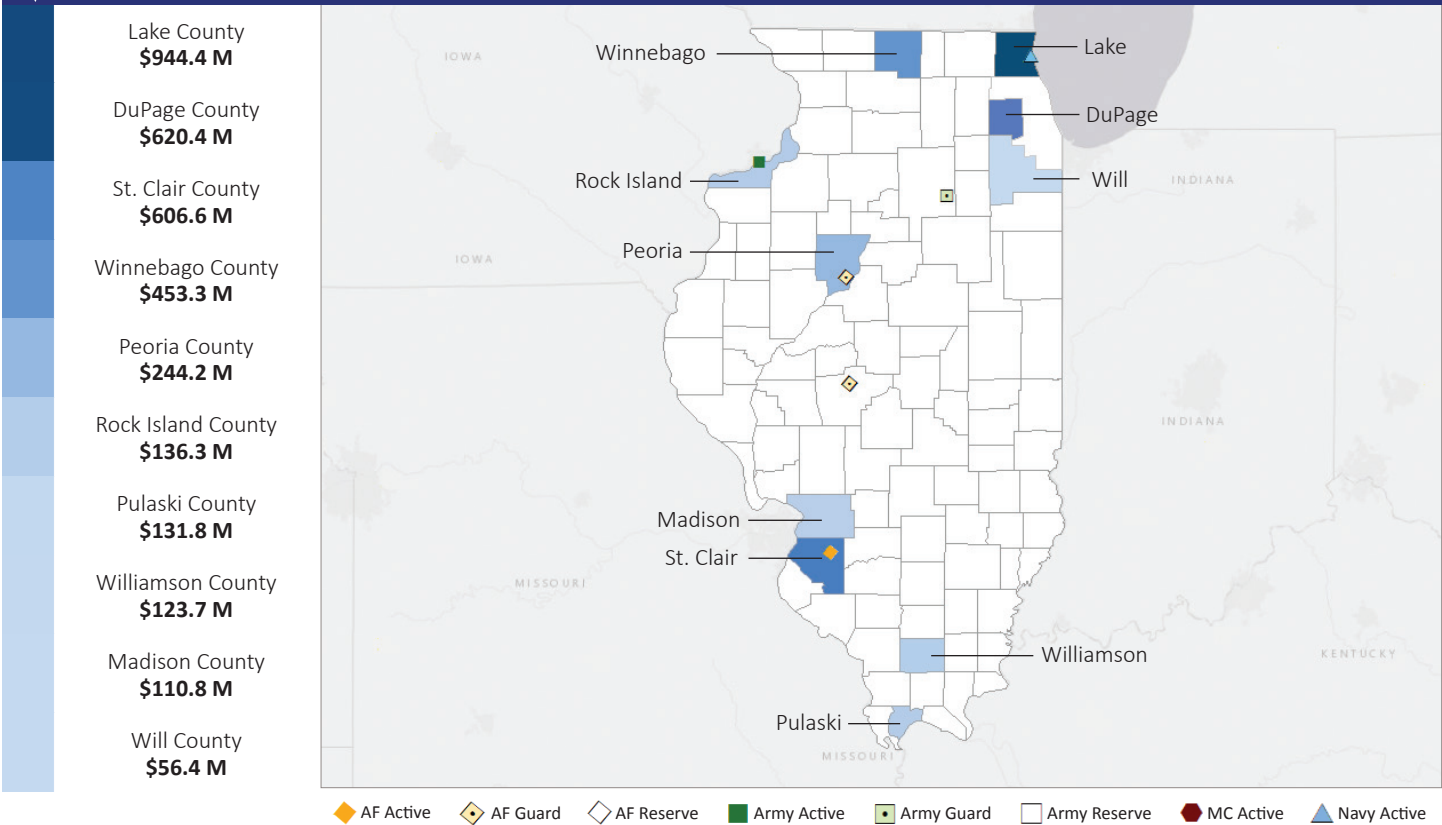 Lake County
$944.4 M
DuPage County
$620.4 M
St. Clair County
$606.6 M
Winnebago County
$453.3 M
Peoria County
$244.2 M
Rock Island County
$136.3 M
Pulaski County
$131.8 M
Williamson County
$123.7 M
Madison County
$110.8 M
Will County
$56.4 M
IOWA
Winnebago
Lake
DuPage
Rock Island
Will
INDIANA
Peoria
IOWA
INDIANA
Madison
St. Clair
MISSOURI
Williamson
KENTUCKY
Pulaski
MISSOURI
AF Active
AF Guard
AF Reserve
Army Active
Army Guard
Army Reserve
MC Active
Navy Active